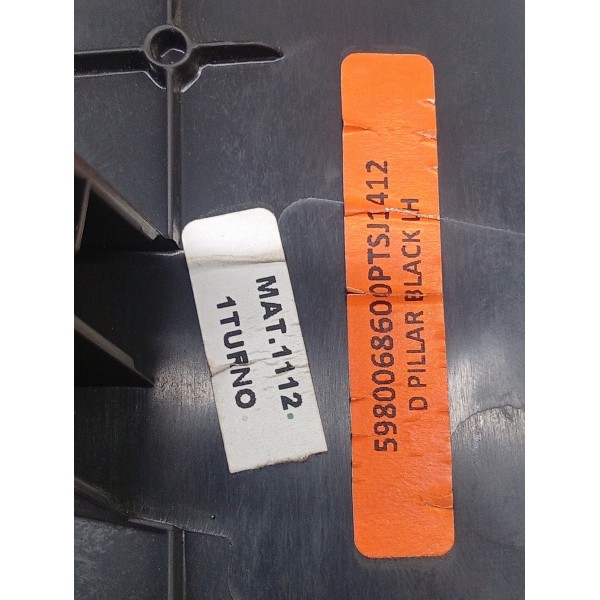 MAT.1112.
1TURNO
5980068600PTSJ1412
D PILLAR BLACK LH